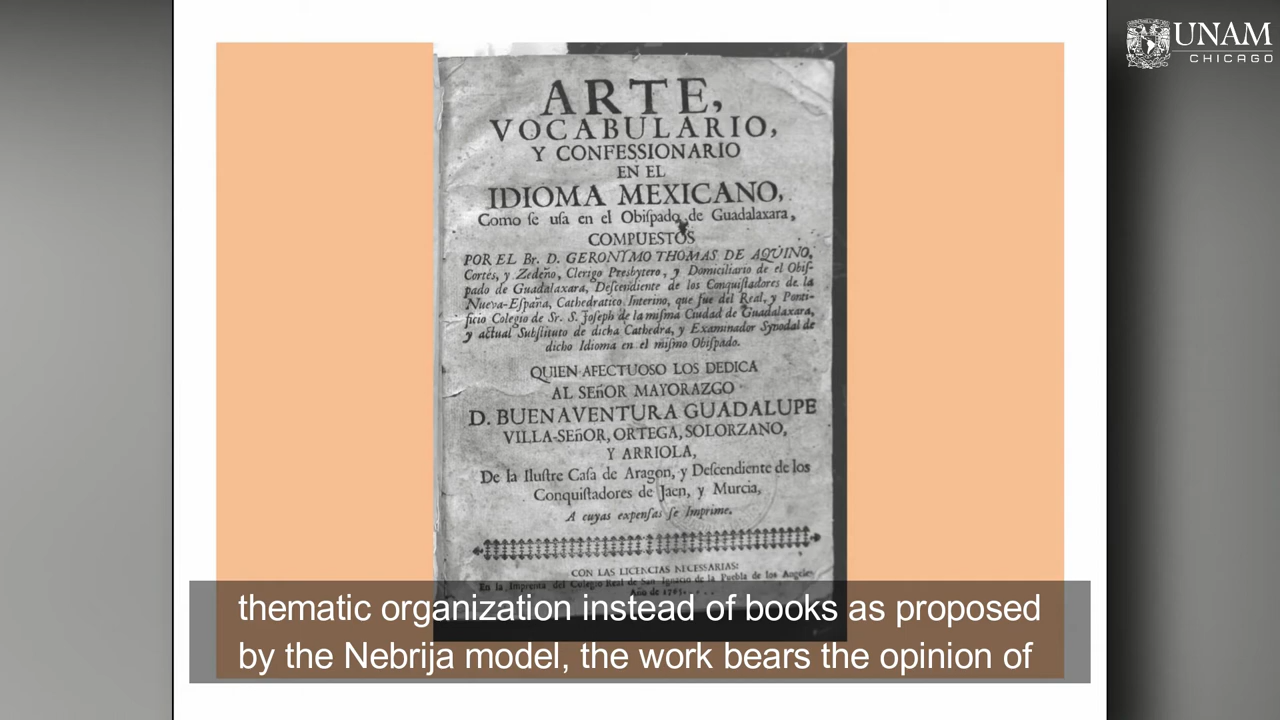 UNAM
CHICAGO
ARTE,
VOCABULARIO,
Y CONFESSIONARIO
EN EL
IDIOMA MEXICANO,
Como ſe uſa en el Obiſpado de Guadalaxara,
COMPUESTOS
POR EL Br. D. GERONYMO THOMAS DE AQUINO,
Cortès, y Zedeño, Clerigo Presbytero, y Domiciliario de el Obiſ-
pado de Guadalaxara, Deſcendiente de los Conquiſtadores de la
Nueva-Eſpaña, Cathedratico Interino, que fue del Real, y Ponti-
ficio Colegio de Sr. S. Joſeph de la miſma Ciudad de Guadalaxara,
y actual Subſtituto de dicha Cathedra, y Examinador Synodal de
dicho Idioma en el miſmo Obiſpado.
QUIEN AFECTUOSO LOS DEDICA
AL SEñOR MAYORAZGO
D. BUENAVENTURA GUADALUPE
VILLA-SEñOR, ORTEGA, SOLORZANO,
Y ARRIOLA,
De la Iluſtre Caſa de Aragon, y Deſcendiente de los
Conquiſtadores de Jaen, y Murcia,
A cuyas expenſas ſe Imprime.
CON LAS LICENCIAS NECESSARIAS:
En la Imprenta del Colegio Real de San Ignacio de la Puebla de los Angeles
Año de
thematic organization instead of books as proposed
by the Nebrija model, the work bears the opinion of